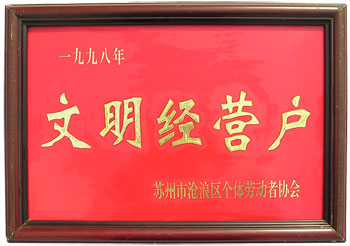 一九九八年
文明经营户
苏州市沧浪区个体劳动者协会